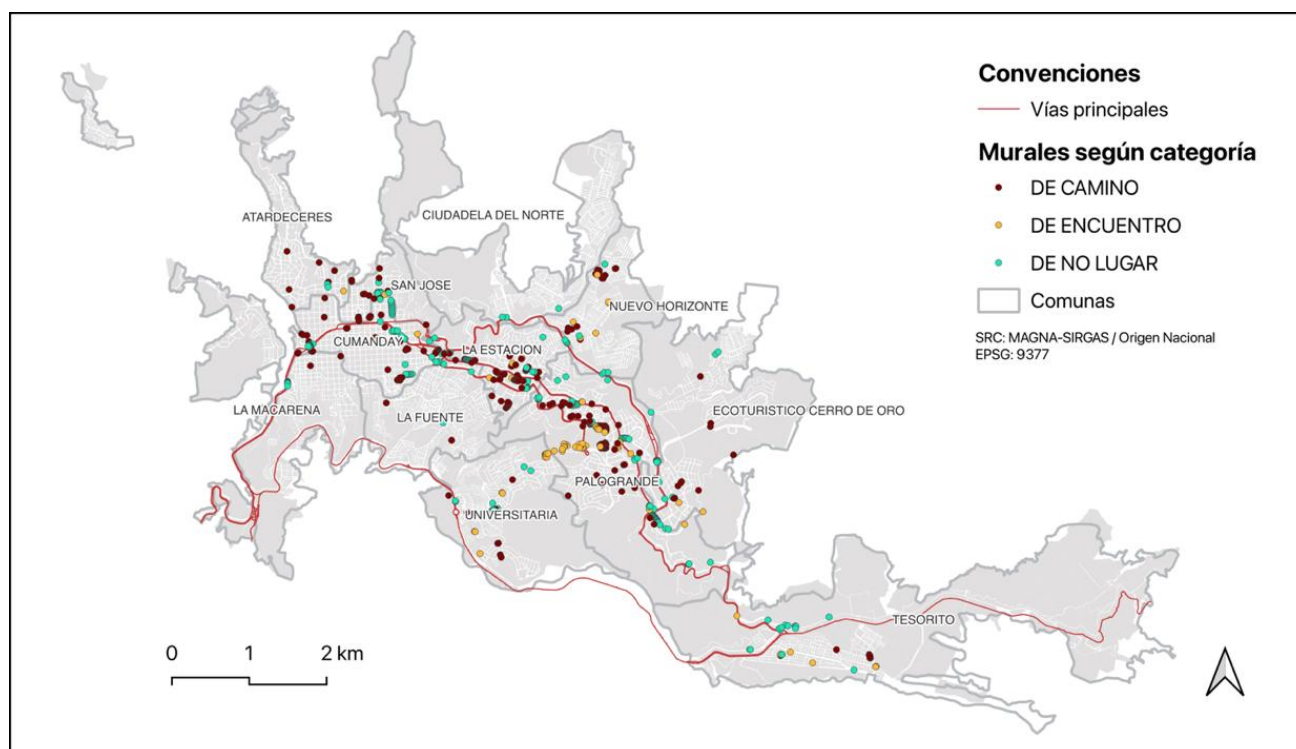 Convenciones
Vías principales
Murales según categoría
DE CAMINO
DE ENCUENTRO
DE NO LUGAR
Comunas
SRC: MAGNA-SIRGAS / Origen Nacional
EPSG: 9377
ATARDECERES
CIUDADELA DEL NORTE
SAN JOSE
NUEVO HORIZONTE
CUMANDAY
LA ESTACION
LA MACARENA
LA FUENTE
ECOTURISTICO CERRO DE ORO
PALOGRANDE
UNIVERSITARIA
TESORITO
0 1 2 km